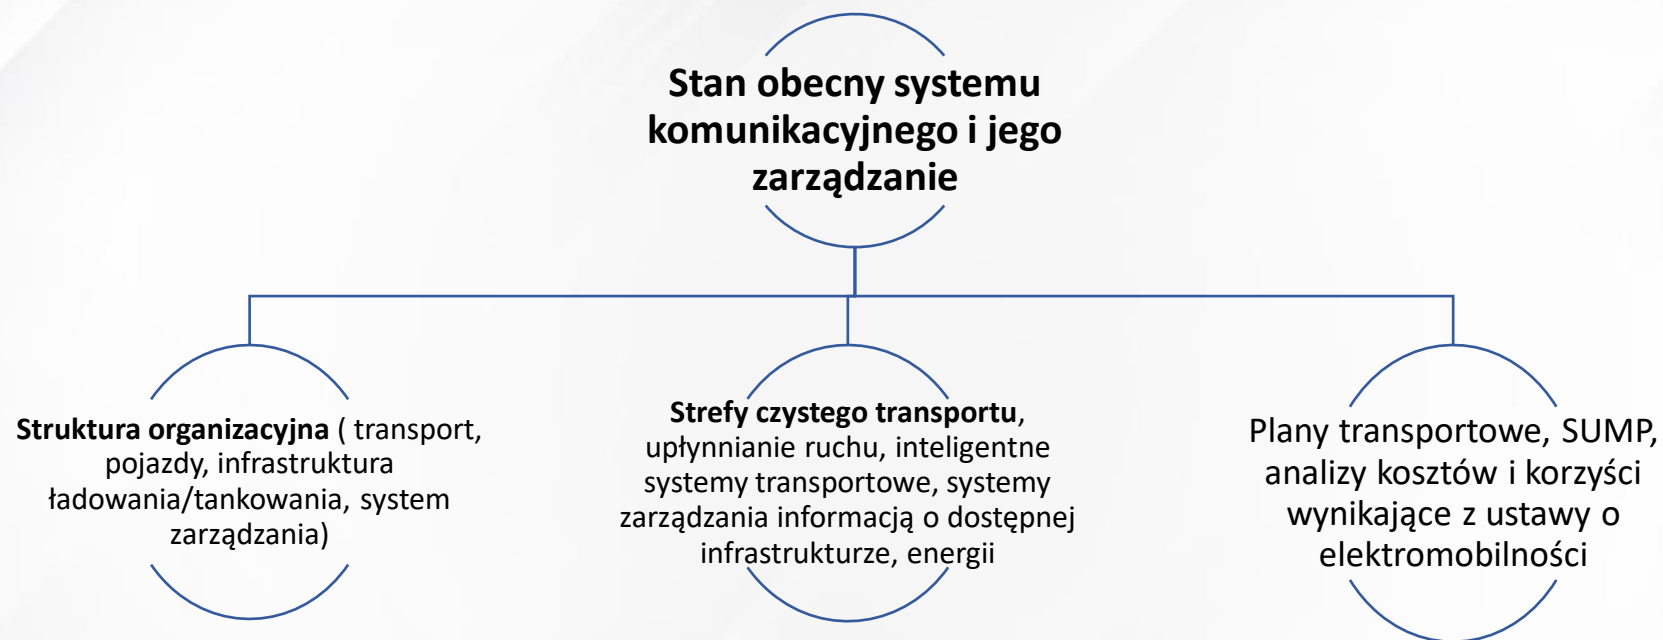 Stan obecny systemu
komunikacyjnego i jego
zarządzanie
Struktura organizacyjna ( transport,
pojazdy, infrastruktura
ładowania/tankowania, system
zarządzania)
Strefy czystego transportu,
upłynnianie ruchu, inteligentne
systemy transportowe, systemy
zarządzania informacją o dostępnej
infrastrukturze, energii
Plany transportowe, SUMP,
analizy kosztów i korzyści
wynikające z ustawy o
elektromobilności